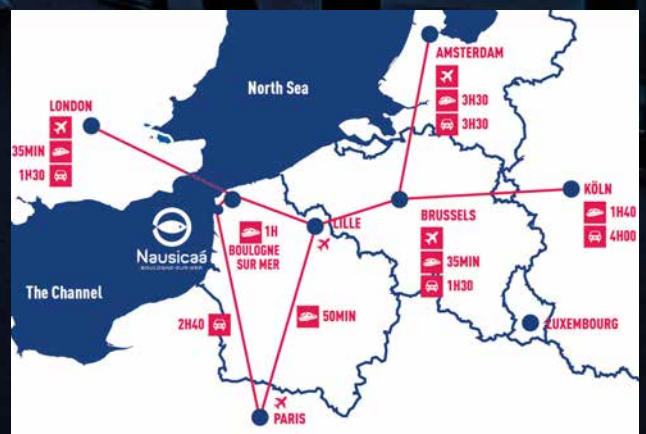 North Sea
AMSTERDAM
3H30
3H30
LONDON
35MIN
1H30
KÖLN
1H40
4H00
LILLE
BRUSSELS
35MIN
1H30
1H
BOULOGNE
SUR MER
Nausicaá
BOULOGNE-SUR-MER
The Channel
2H40
50MIN
LUXEMBOURG
PARIS